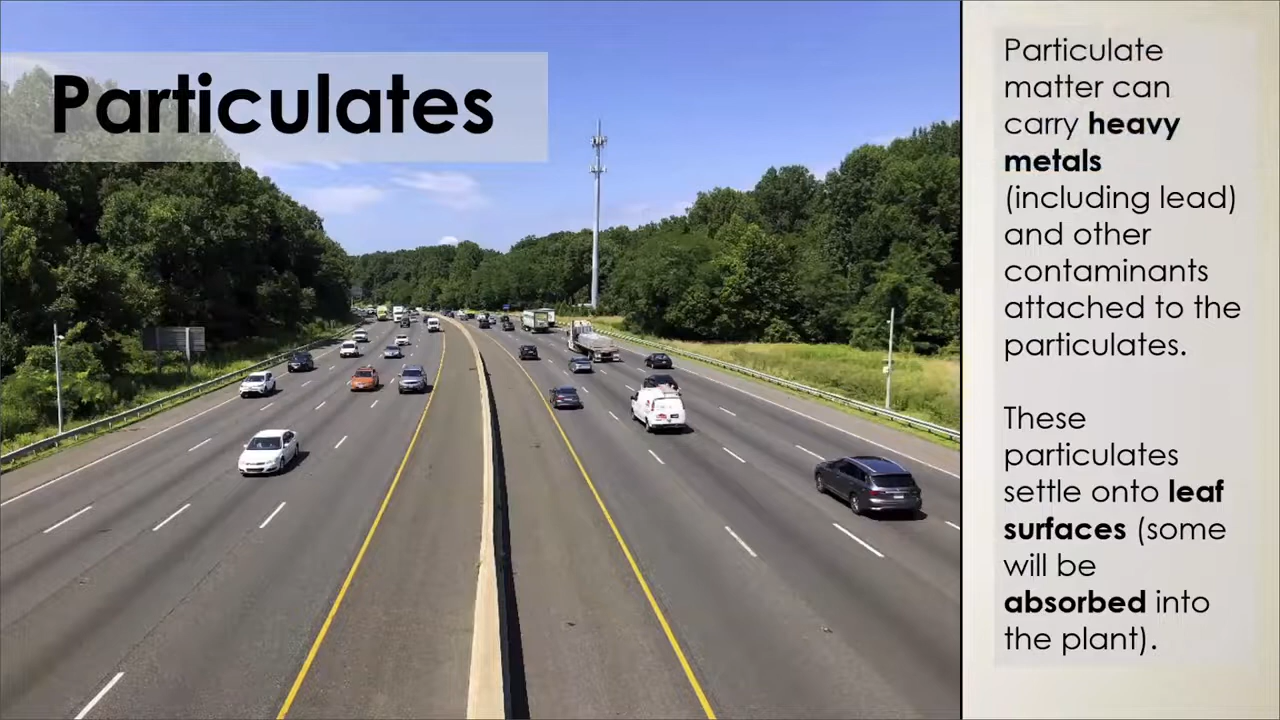 Particulates
Particulate
matter can
carry heavy
metals
(including lead)
and other
contaminants
attached to the
particulates.
These
particulates
settle onto leaf
surfaces (some
will be
absorbed into
the plant).